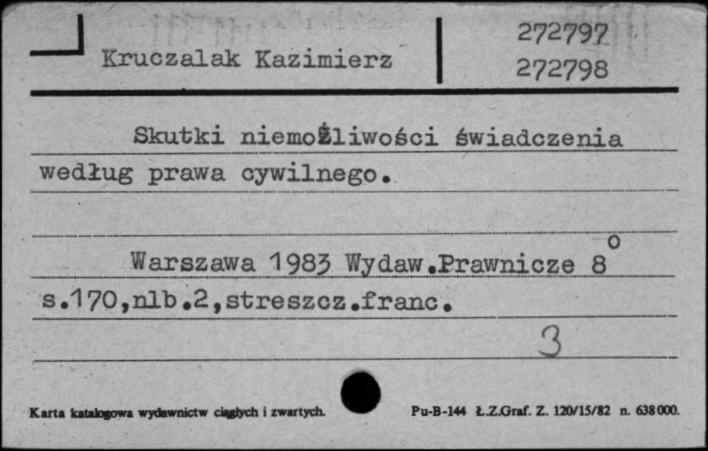 272797
Kruczalak Kazimierz
272798
Skutki niemożliwości świadczenia
według prawa cywilnego.
Warszawa 1983 Wydaw.Prawnicze 8°
s.170,nlb.2,streszcz.franc.
3
Karta katalogowa wydawnictw ciągłych i zwartych.
Pu-B-144 Ł.Z.Graf. Z. 120/15/82 n. 638000.